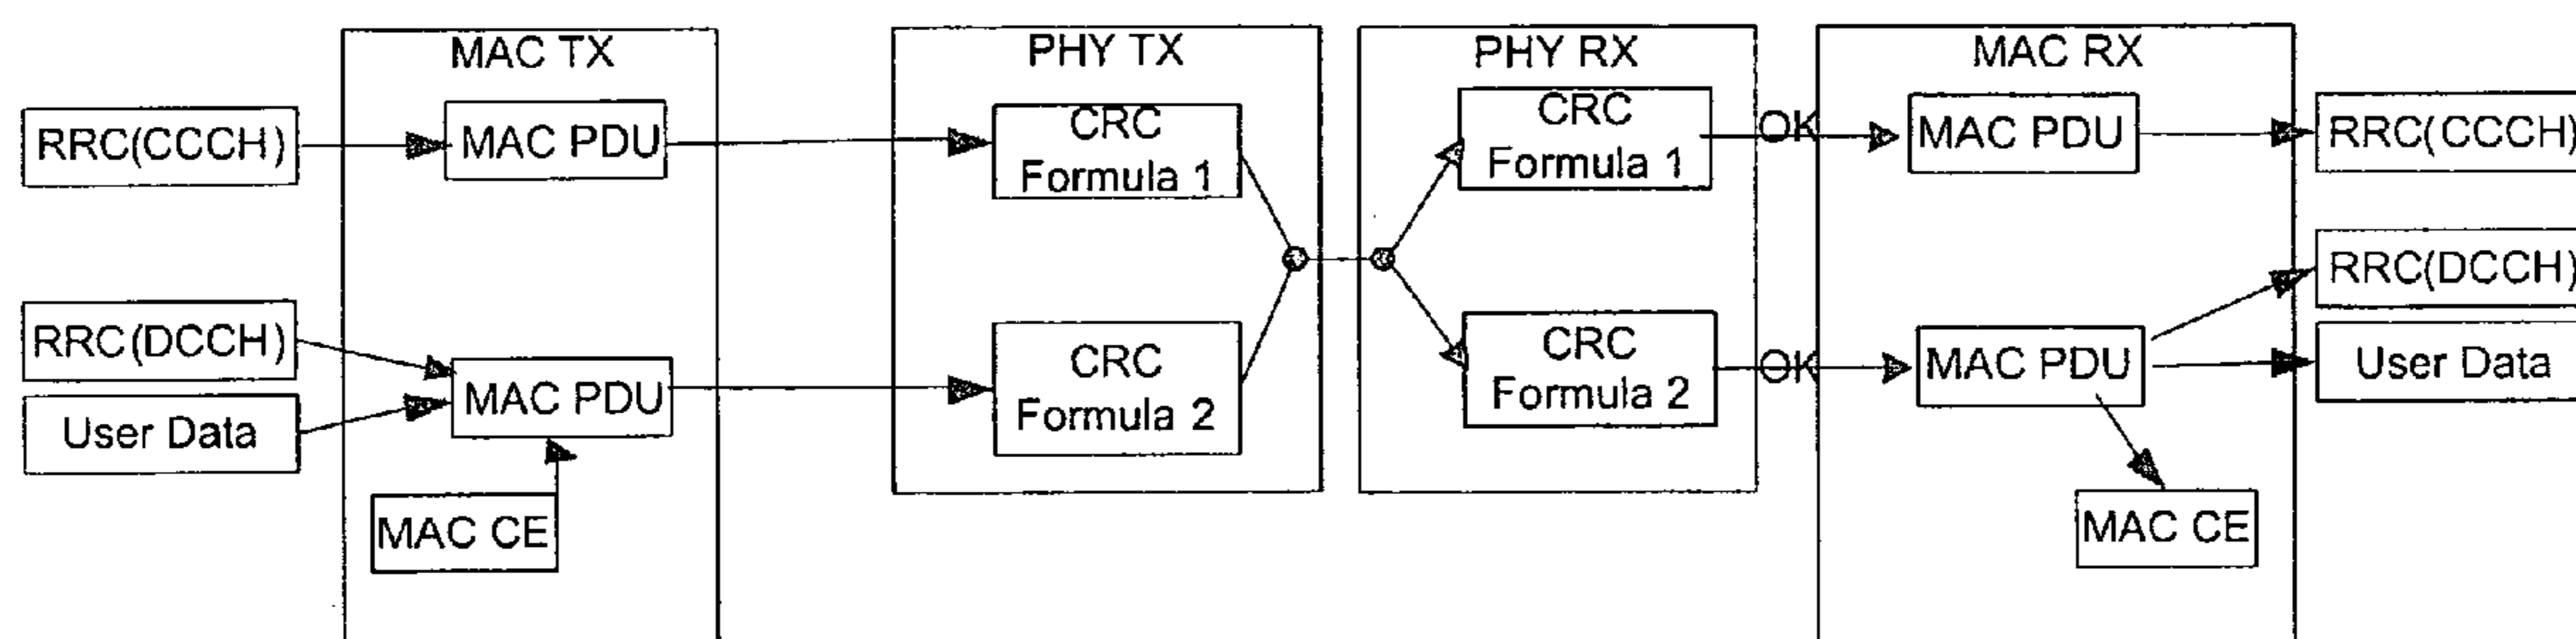 MAC TX
PHY TX
PHY RX
MAC RX
RRC(CCCH)
MAC PDU
CRC
Formula 1
CRC
Formula 1
OK
MAC PDU
RRC(CCCH)
RRC(DCCH)
User Data
MAC PDU
CRC
Formula 2
CRC
Formula 2
OK
MAC PDU
RRC(DCCH)
User Data
MAC CE
MAC CE